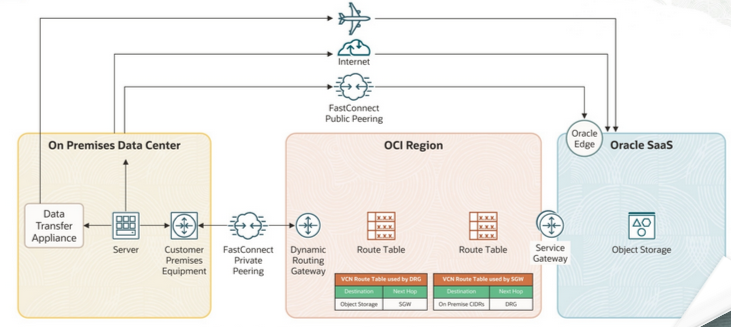 Internet
FastConnect
Public Peering
On Premises Data Center
OCI Region
Oracle
Edge
Oracle SaaS
Data
Transfer
Appliance
Server
Customer
Premises
Equipment
FastConnect
Private
Peering
Dynamic
Routing
Gateway
xxx
Route Table
xxx
Route Table
Service
Gateway
Object Storage
VCN Route Table used by DRG
Destination Next Hop
Object Storage SGW
VCN Route Table used by SGW
Destination Next Hop
On Premise CIDRs DRG